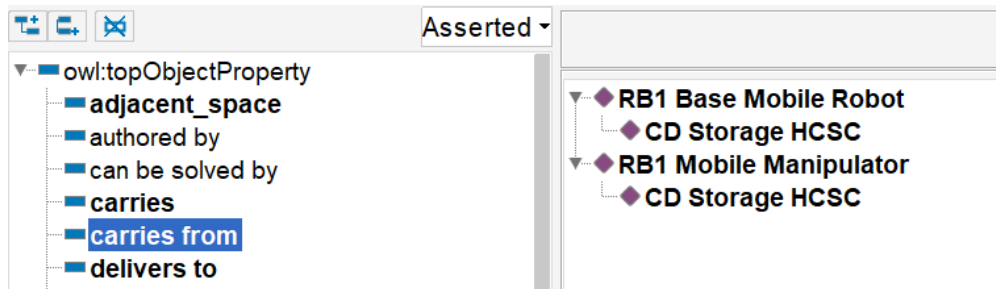 Asserted
owl:topObjectProperty
adjacent_space
authored by
can be solved by
carries
carries from
delivers to
RB1 Base Mobile Robot
CD Storage HCSC
RB1 Mobile Manipulator
CD Storage HCSC